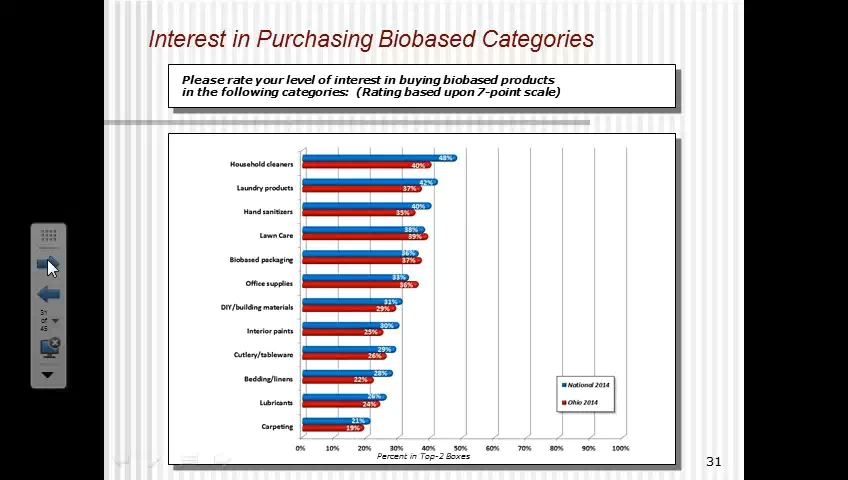 31
Interest in Purchasing Biobased Categories
Please rate your level of interest in buying biobased products
in the following categories: (Rating based upon 7-point scale)
Household cleaners 48% 40%
Laundry products 42% 37%
Hand sanitizers 40% 35%
Lawn Care 38% 39%
Biobased packaging 36% 37%
Office supplies 33% 36%
DIY/building materials 31% 29%
Interior paints 30% 25%
Cutlery/tableware 29% 26%
Bedding/linens 28% 22%
Lubricants 26% 24%
Carpeting 21% 19%
National 2014
Ohio 2014
0% 10% 20% 30% 40% 50% 60% 70% 80% 90% 100%
Percent in Top-2 Boxes
31
31
of
45